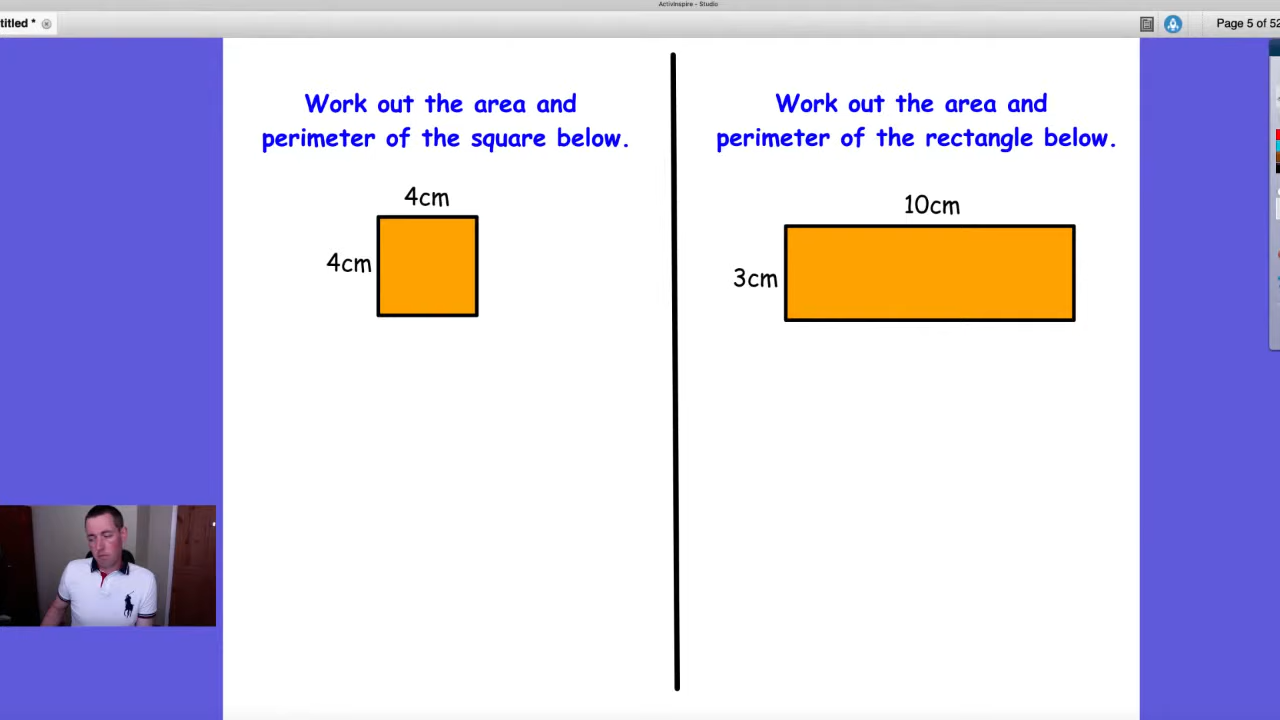 ActivInspire - Studio
titled *
Page 5 of 52
Work out the area and
perimeter of the square below.
4cm
4cm
Work out the area and
perimeter of the rectangle below.
10cm
3cm